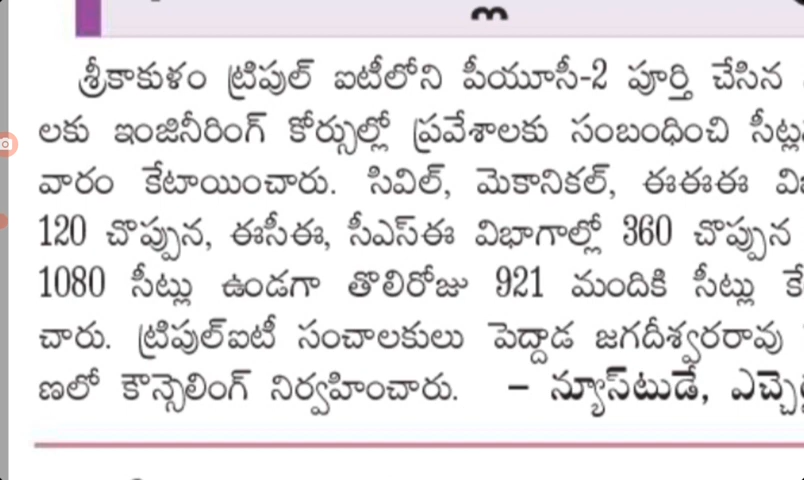 శ్రీకాకుళం ట్రిపుల్ ఐటీలోని పీయూసీ-2 పూర్తి చేసిన
లకు ఇంజినీరింగ్ కోర్సుల్లో ప్రవేశాలకు సంబంధించి సీట్ల
వారం కేటాయించారు. సివిల్, మెకానికల్, ఈఈఈ
120 చొప్పున, ఈసీఈ, సీఎస్ఈ విభాగాల్లో 360 చొప్పున
1080 సీట్లు ఉండగా తొలిరోజు 921 మందికి సీట్లు కే
చారు. ట్రిపుల్ఐటీ సంచాలకులు పెద్దాడ జగదీశ్వరరావు
ణలో కౌన్సెలింగ్ నిర్వహించారు. – న్యూస్‌టుడే, ఎచ్చె